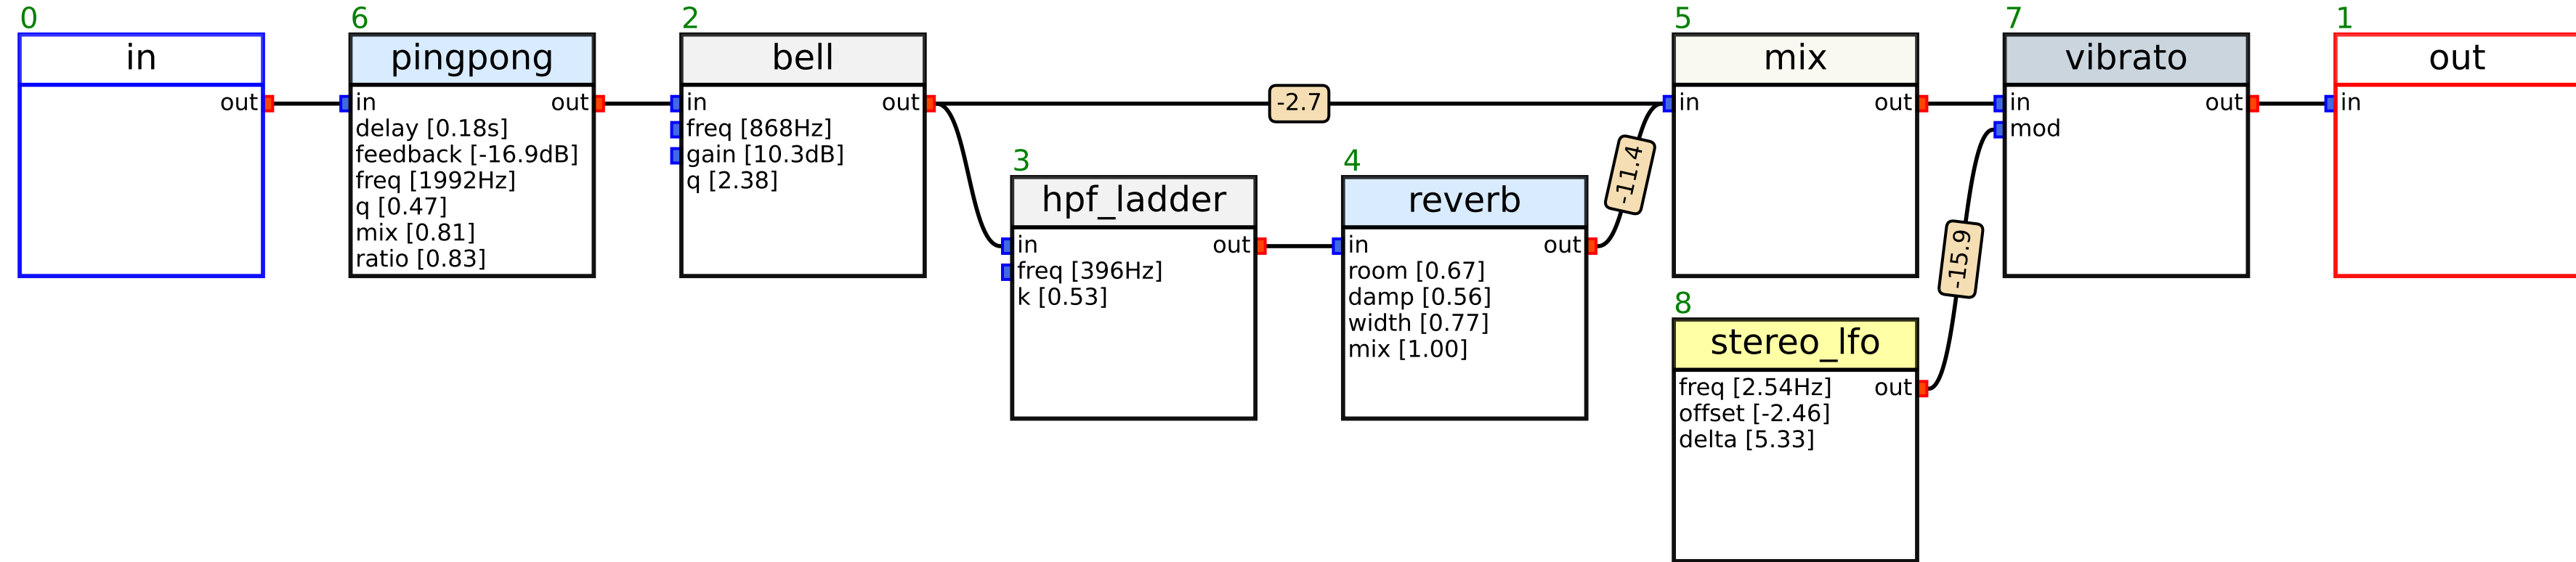 0
in
out
6
pingpong
in out
delay [0.18s]
feedback [-16.9dB]
freq [1992Hz]
q [0.47]
mix [0.81]
ratio [0.83]
2
bell
in out
freq [868Hz]
gain [10.3dB]
q [2.38]
-2.7
3
hpf_ladder
in out
freq [396Hz]
k [0.53]
4
reverb
in out
room [0.67]
damp [0.56]
width [0.77]
mix [1.00]
-11.4
5
mix
in out
8
stereo_lfo
freq [2.54Hz] out
offset [-2.46]
delta [5.33]
-15.9
7
vibrato
in out
mod
1
out
in